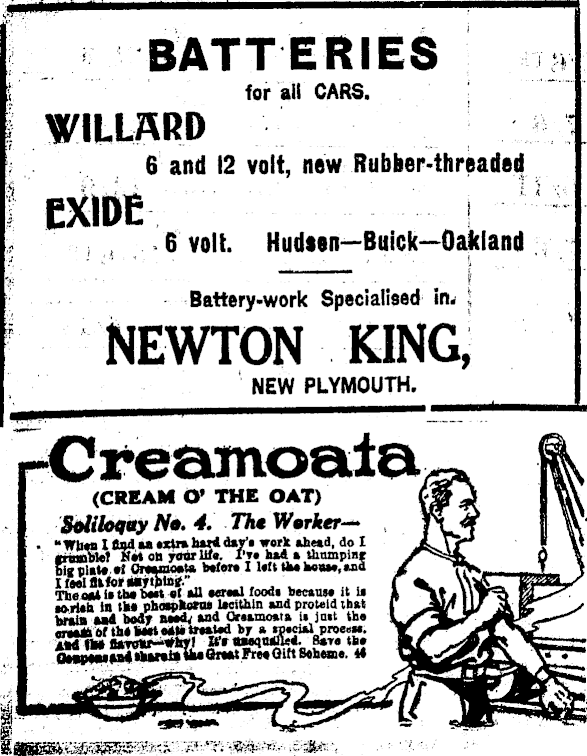 BATTERIES
for all CARS.
WILLARD
6 and 12 volt, new Rubber-threaded
EXIDE
6 volt. Hudsen—Buick—Oakland
Battery-work Specialised in.
NEWTON KING,
NEW PLYMOUTH.
Creamoata
(CREAM O' THE OAT)
Soliloquy No. 4. The Worker—
"When I find an extra hard day's work ahead, do I
grumble? Not on your life. I've had a thumping
big plate of Creamoata before I left the house, and
I feel fit for anything."
The oat is the best of all cereal foods because it is
so rich in the phosphorus lecithin and proteid that
brain and body need, and Creamoata is just the
cream of the best oats treated by a special process.
And the flavour—why! It's unequalled. Save the
Coupons and share in the Great Free Gift Scheme. 46